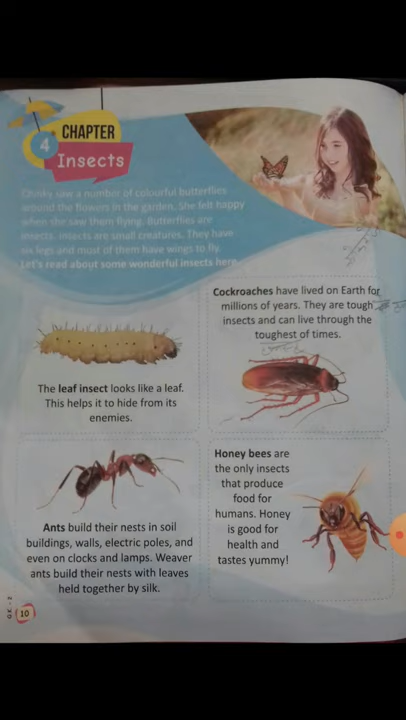 CHAPTER
4
Insects
Chinky saw a number of colourful butterflies
around the flowers in the garden. She felt happy
when she saw them flying. Butterflies are
insects. Insects are small creatures. They have
six legs and most of them have wings to fly.
Let's read about some wonderful insects here.
The leaf insect looks like a leaf.
This helps it to hide from its
enemies.
Cockroaches have lived on Earth for
millions of years. They are tough
insects and can live through the
toughest of times.
Ants build their nests in soil
buildings, walls, electric poles, and
even on clocks and lamps. Weaver
ants build their nests with leaves
held together by silk.
Honey bees are
the only insects
that produce
food for
humans. Honey
is good for
health and
tastes yummy!
GK - 2
10